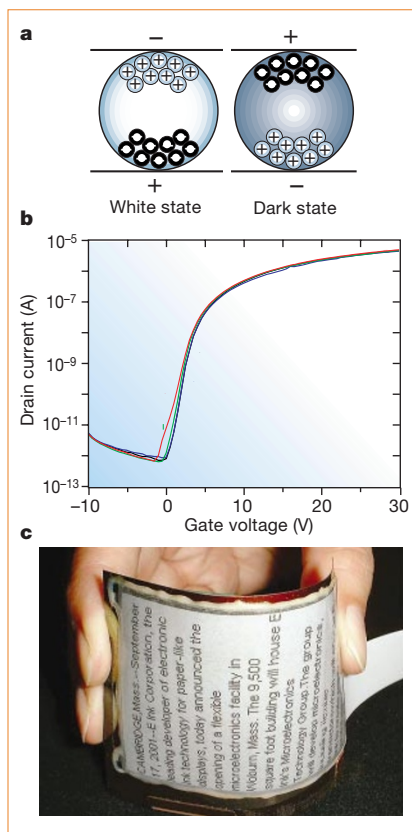 a
− +
+ −
White state Dark state
b
Drain current (A)
10⁻⁵
10⁻⁷
10⁻⁹
10⁻¹¹
10⁻¹³
−10 0 10 20 30
Gate voltage (V)
c
CAMBRIDGE, Mass.--September
17, 2001--E Ink Corporation, the
leading developer of electronic
ink technology for paper-like
displays, today announced the
opening of a flexible
microelectronics facility in
Woburn, Mass. The 9,500
square foot building will house E
Ink's Microelectronics
Technology Group. The group
will develop microelectronics